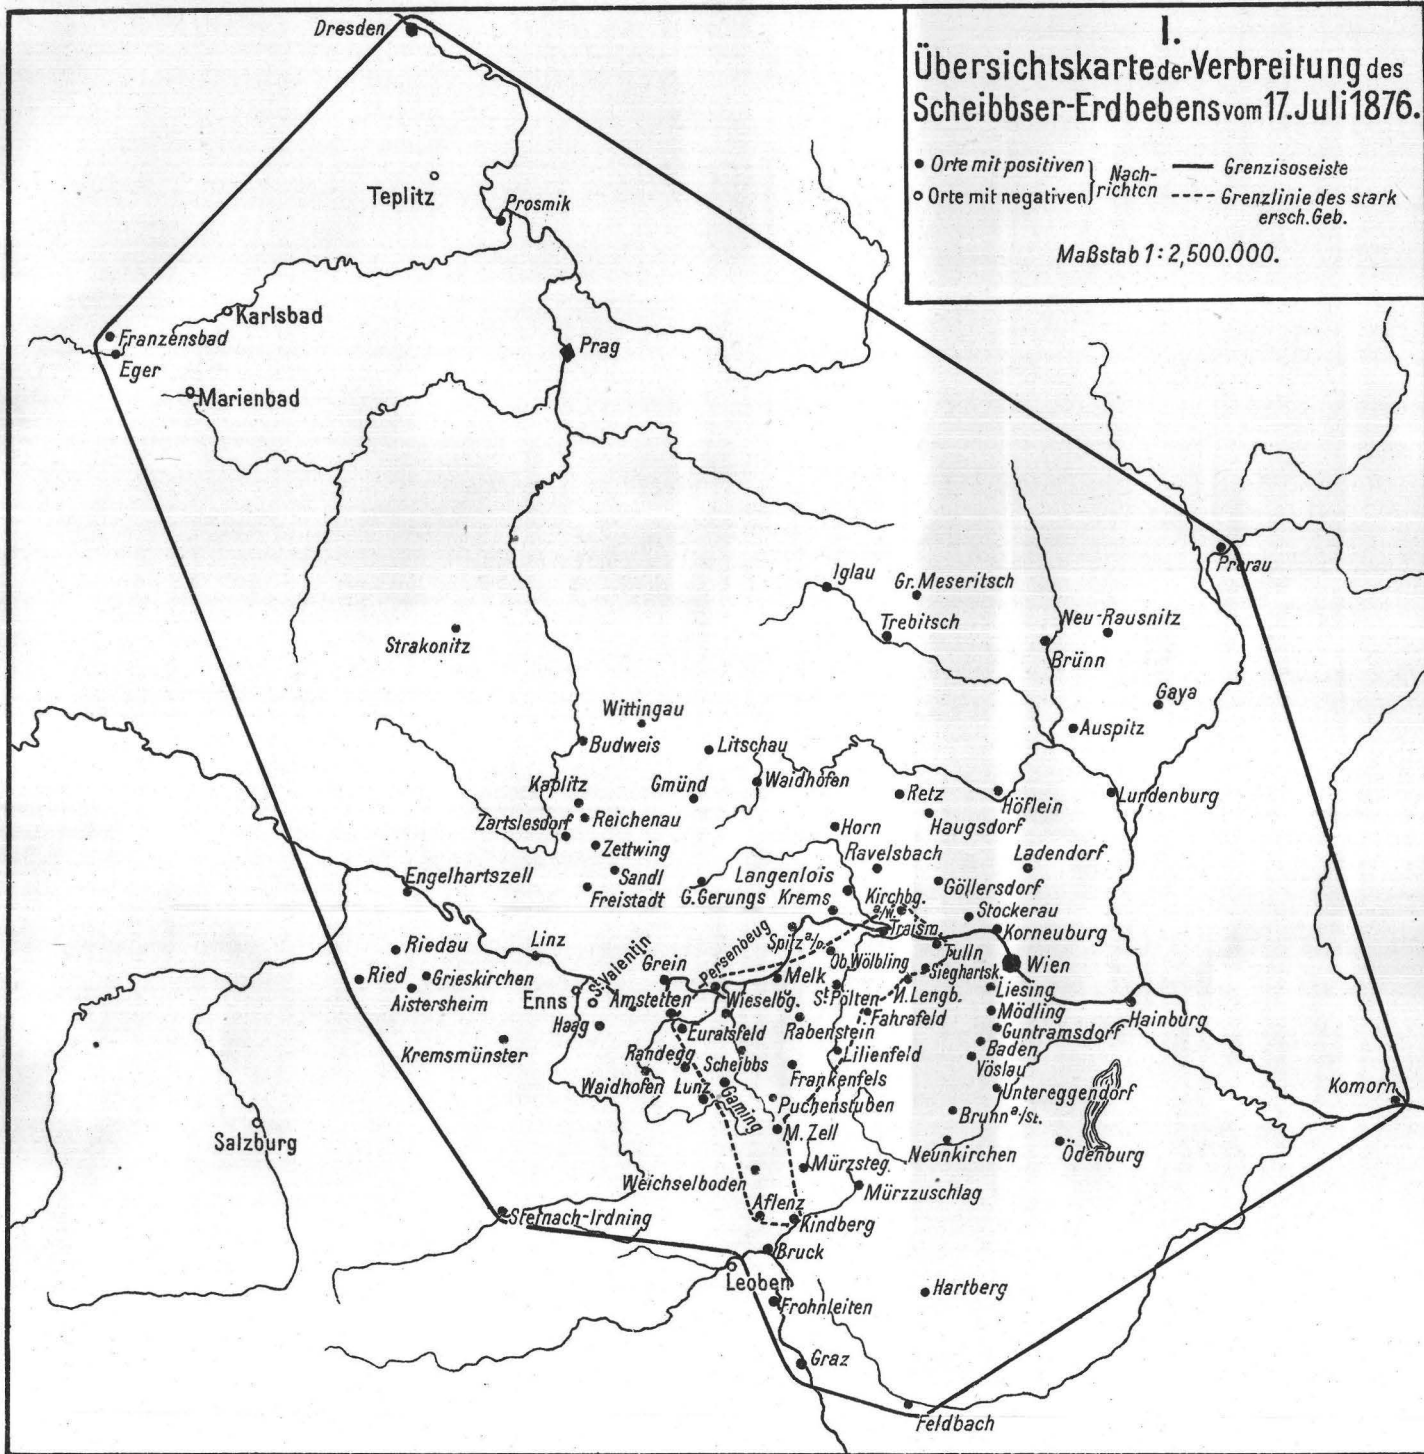 I.
Übersichtskarte der Verbreitung des
Scheibbser-Erdbebens vom 17. Juli 1876.
Orte mit positiven } Nach-
Orte mit negativen } richten
Grenzisoseiste
Grenzlinie des stark
ersch. Geb.
Maßstab 1:2,500.000.
Dresden
Teplitz
Prosmik
Karlsbad
Franzensbad
Eger
Prag
Marienbad
Prerau
Iglau
Gr. Meseritsch
Trebitsch
Neu-Rausnitz
Strakonitz
Brünn
Gaya
Wittingau
Auspitz
Budweis
Litschau
Kaplitz
Gmünd
Waidhofen
Retz
Höflein
Lundenburg
Zartslesdorf
Reichenau
Horn
Haugsdorf
Zettwing
Ravelsbach
Ladendorf
Engelhartszell
Sandl
Langenlois
Göllersdorf
Freistadt
G. Gerungs
Krems
Kirchbg.
a/W.
Stockerau
Traism.
Korneuburg
Riedau
Linz
St. Valentin
Persenbeug
Spitz a/D.
Ob. Wölbling
Tulln
Wien
Ried
Grieskirchen
Grein
Melk
Sieghartsk.
Aistersheim
Enns
Amstetten
Wieselbg.
St. Pölten
N. Lengb.
Liesing
Mödling
Haag
Euratsfeld
Rabenstein
Fahrafeld
Guntramsdorf
Hainburg
Kremsmünster
Randegg
Scheibbs
Lilienfeld
Baden
Frankenfels
Vöslau
Waidhofen
Lunz
Gaming
Puchenstuben
Untereggendorf
Komorn
Brunn a/St.
Salzburg
M. Zell
Neunkirchen
Ödenburg
Mürzsteg
Weichselboden
Mürzzuschlag
Steinach-Irdning
Aflenz
Kindberg
Bruck
Leoben
Hartberg
Frohnleiten
Graz
Feldbach